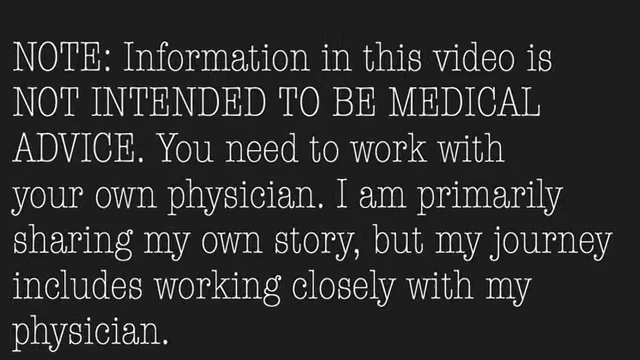 NOTE: Information in this video is
NOT INTENDED TO BE MEDICAL
ADVICE. You need to work with
your own physician. I am primarily
sharing my own story, but my journey
includes working closely with my
physician.